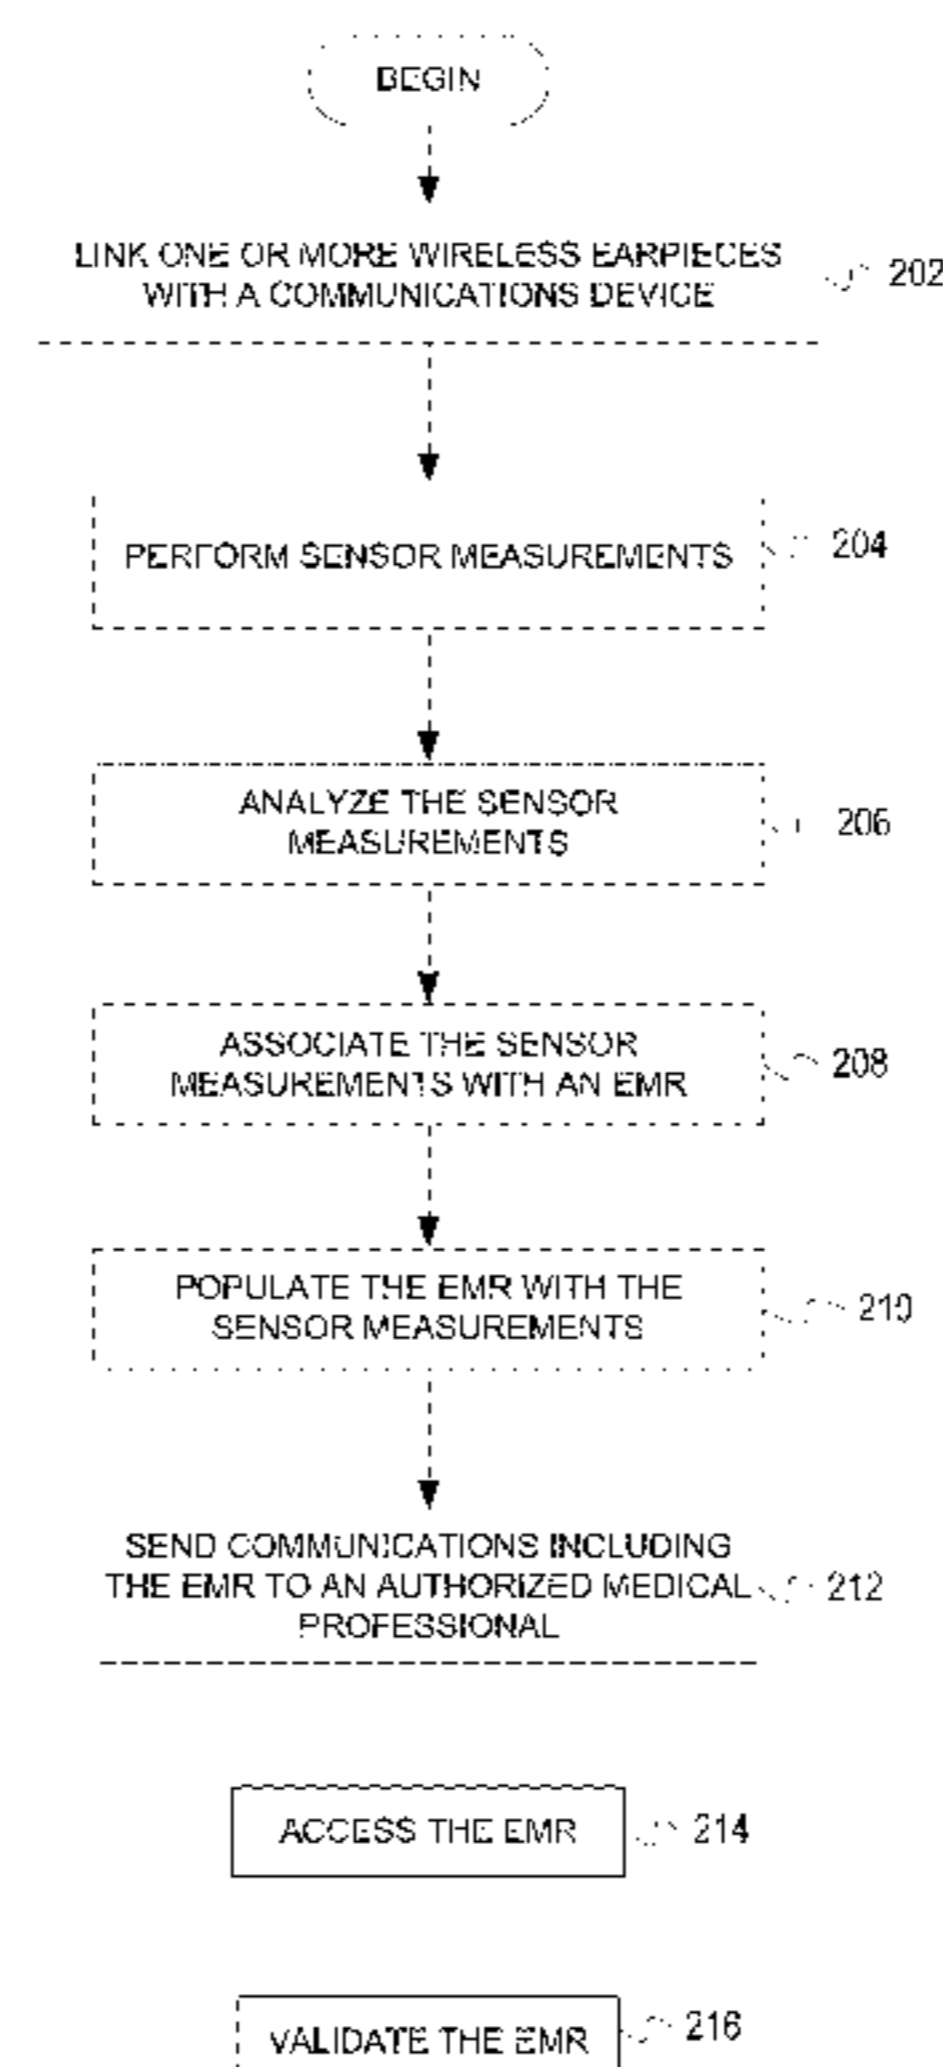 BEGIN
LINK ONE OR MORE WIRELESS EARPIECES
WITH A COMMUNICATIONS DEVICE
202
PERFORM SENSOR MEASUREMENTS
204
ANALYZE THE SENSOR
MEASUREMENTS
206
ASSOCIATE THE SENSOR
MEASUREMENTS WITH AN EMR
208
POPULATE THE EMR WITH THE
SENSOR MEASUREMENTS
210
SEND COMMUNICATIONS INCLUDING
THE EMR TO AN AUTHORIZED MEDICAL
PROFESSIONAL
212
ACCESS THE EMR
214
VALIDATE THE EMR
216